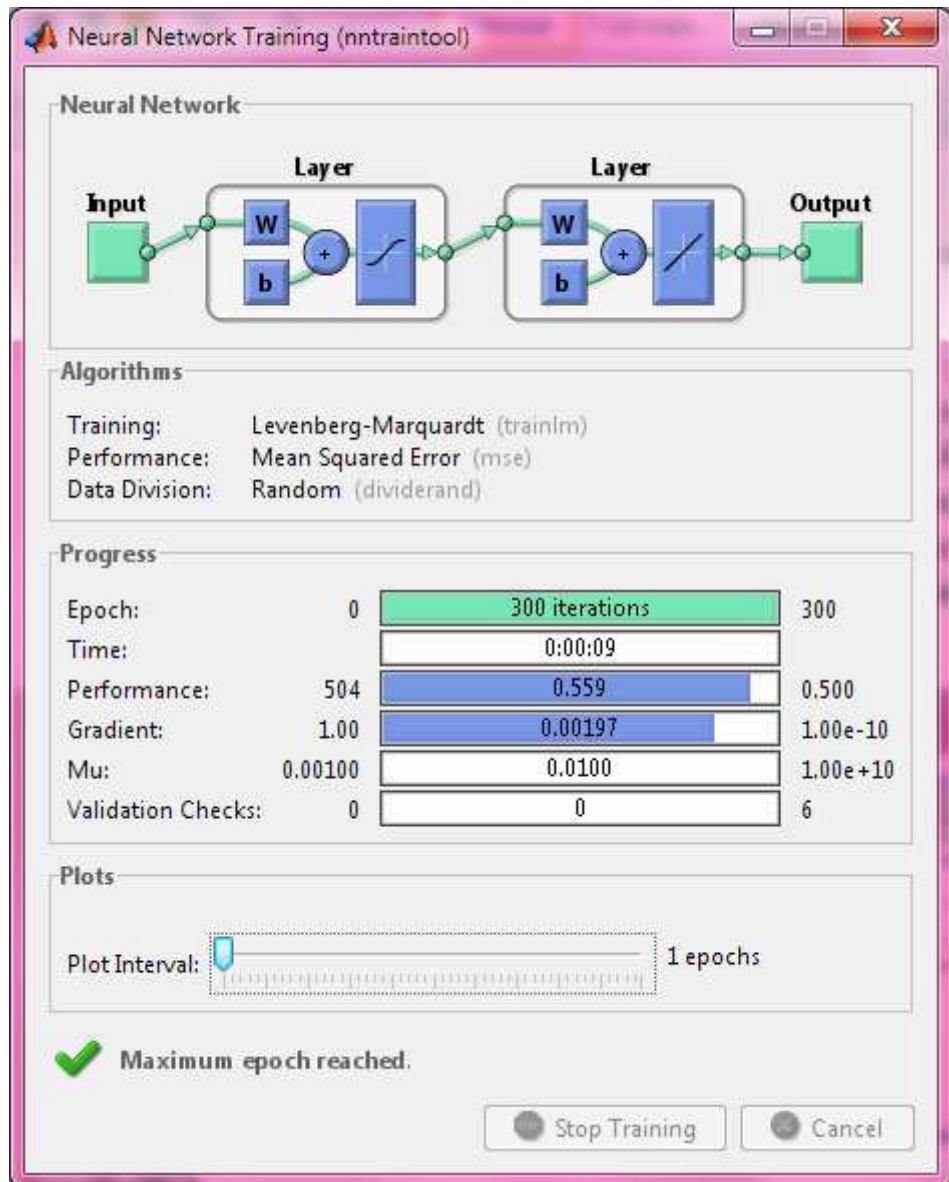 Neural Network Training (nntraintool)
Neural Network
Layer Layer
Input Output
W W
+ +
b b
Algorithms
Training: Levenberg-Marquardt (trainlm)
Performance: Mean Squared Error (mse)
Data Division: Random (dividerand)
Progress
Epoch: 0 300 iterations 300
Time: 0:00:09
Performance: 504 0.559 0.500
Gradient: 1.00 0.00197 1.00e-10
Mu: 0.00100 0.0100 1.00e+10
Validation Checks: 0 0 6
Plots
Plot Interval: 1 epochs
Maximum epoch reached.
Stop Training Cancel